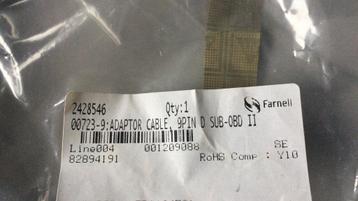 2428546 Qty:1 Farnell
00723-9:ADAPTOR CABLE, 9PIN D SUB-OBD II
Line004 001209088 SE
82894191 RoHS Comp : Y10